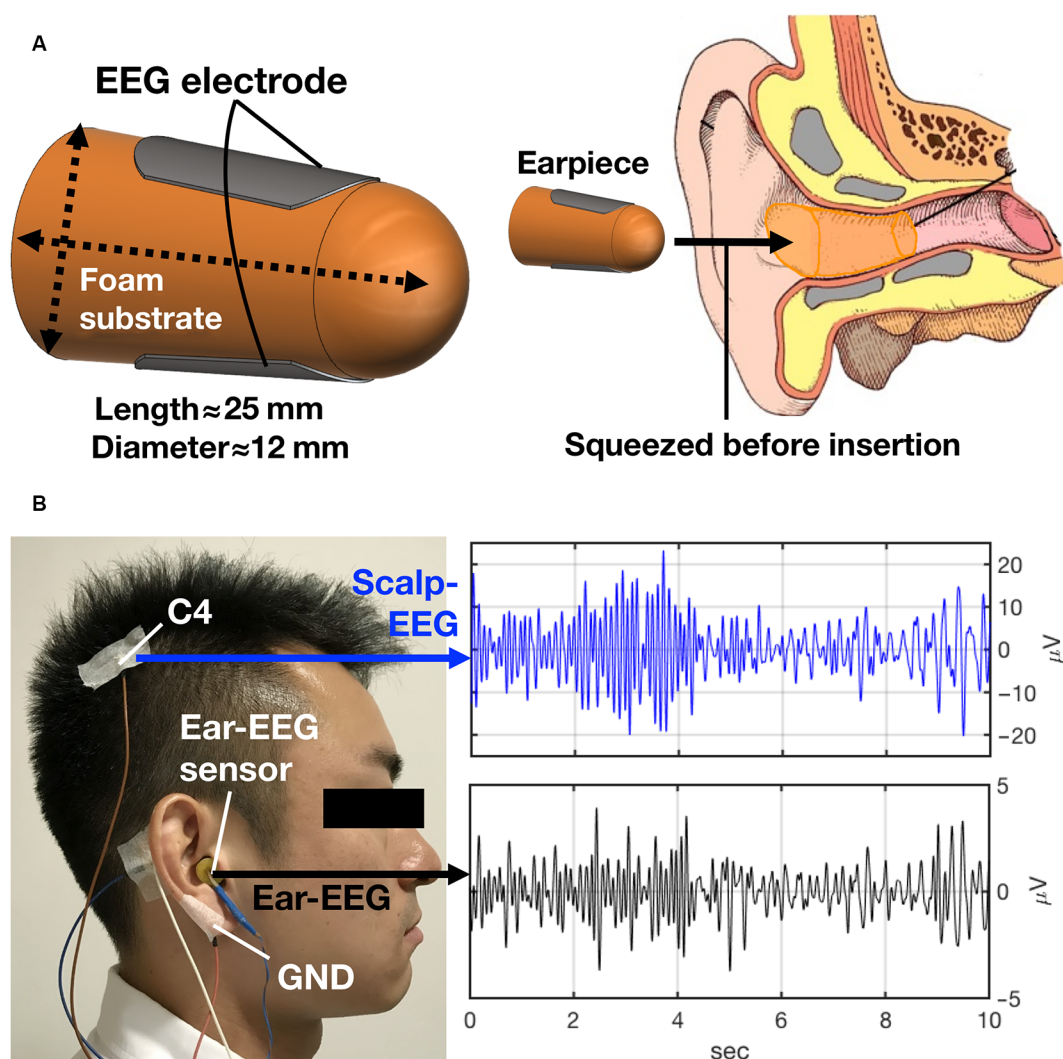 A
EEG electrode
Foam
substrate
Length≈25 mm
Diameter≈12 mm
Earpiece
Squeezed before insertion
B
C4
Scalp-
EEG
Ear-EEG
sensor
Ear-EEG
GND
20
10
0
-10
-20
μV
5
0
-5
μV
0 2 4 6 8 10
sec